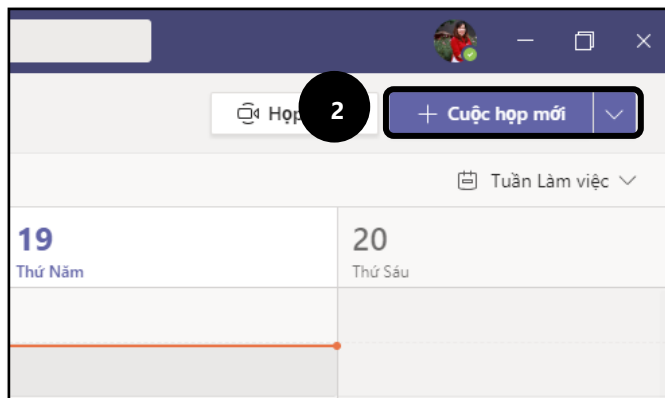 Họp
2
+ Cuộc họp mới
Tuần Làm việc
19
Thứ Năm
20
Thứ Sáu